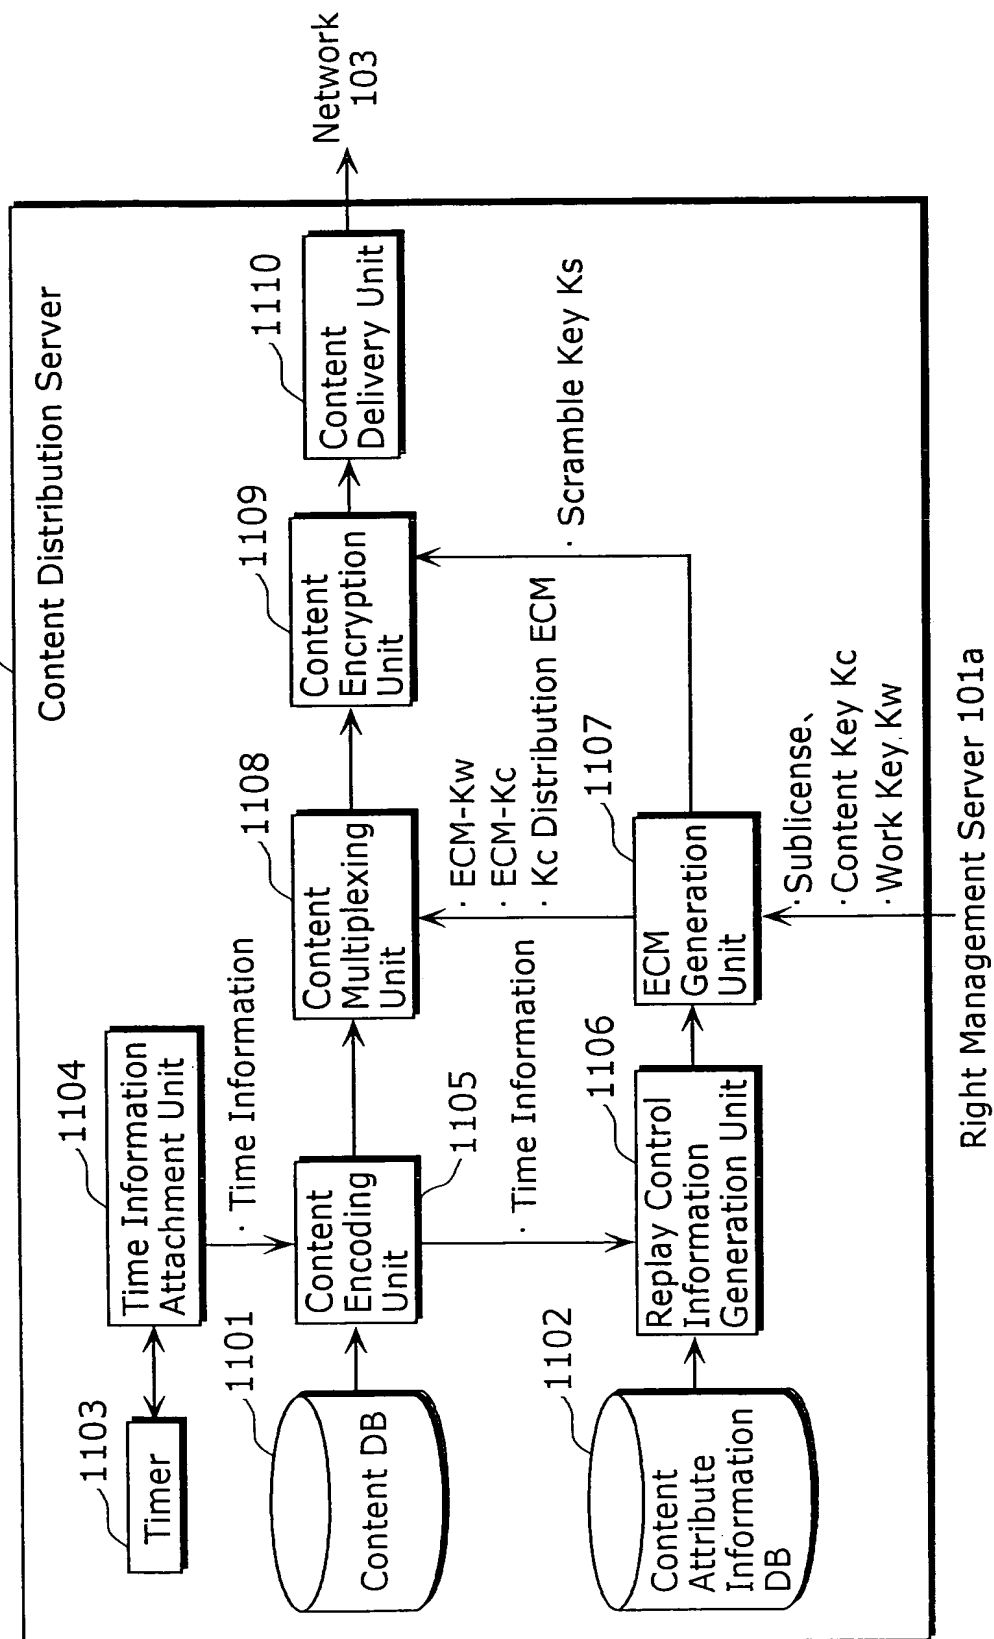 Content Distribution Server
1103
Timer
1104
Time Information
Attachment Unit
· Time Information
1101
Content DB
Content
Encoding
Unit
1105
1108
Content
Multiplexing
Unit
1109
Content
Encryption
Unit
1110
Content
Delivery Unit
Network
103
· Time Information
· ECM-Kw
· ECM-Kc
· Kc Distribution ECM
· Scramble Key Ks
1102
Content
Attribute
Information
DB
1106
Replay Control
Information
Generation Unit
1107
ECM
Generation
Unit
· Sublicense、
· Content Key Kc
· Work Key Kw
Right Management Server 101a